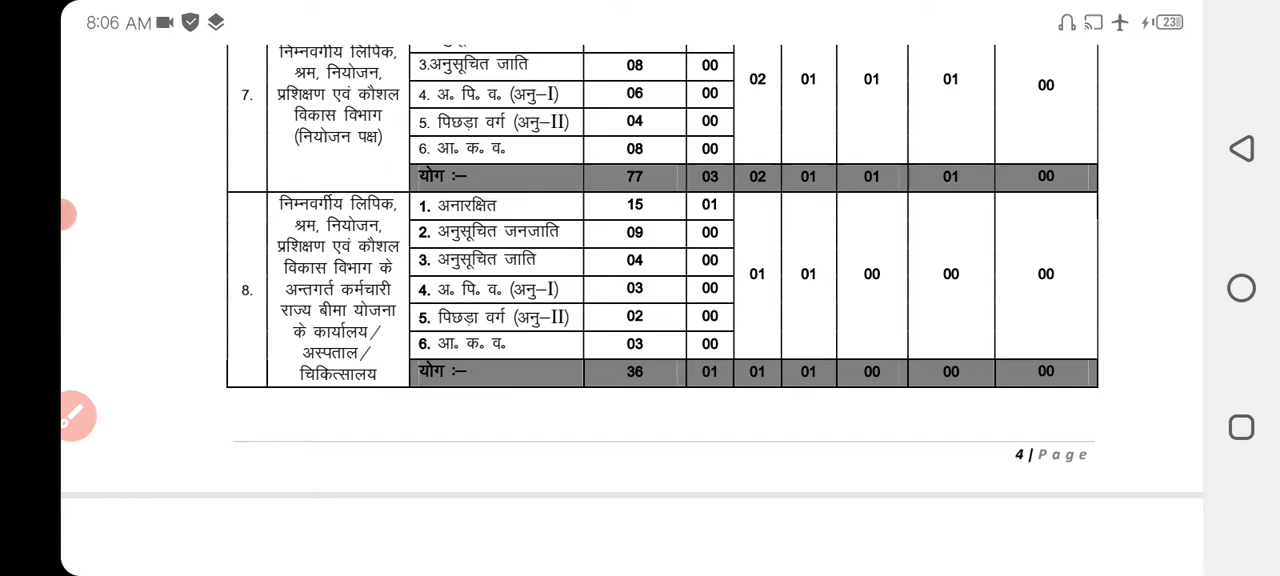 8:06 AM
23
निम्नवर्गीय लिपिक,
श्रम, नियोजन,
प्रशिक्षण एवं कौशल
विकास विभाग
(नियोजन पक्ष)
7.
3.अनुसूचित जाति 08 00
4. अ० पि० व० (अनु–I) 06 00
5. पिछड़ा वर्ग (अनु–II) 04 00
6. आ० क० व० 08 00
02 01 01 01 00
योग :– 77 03 02 01 01 01 00
8.
निम्नवर्गीय लिपिक,
श्रम, नियोजन,
प्रशिक्षण एवं कौशल
विकास विभाग के
अन्तगर्त कर्मचारी
राज्य बीमा योजना
के कार्यालय/
अस्पताल/
चिकित्सालय
1. अनारक्षित 15 01
2. अनुसूचित जनजाति 09 00
3. अनुसूचित जाति 04 00
4. अ० पि० व० (अनु–I) 03 00
5. पिछड़ा वर्ग (अनु–II) 02 00
6. आ० क० व० 03 00
01 01 00 00 00
योग :– 36 01 01 01 00 00 00
4 | Page